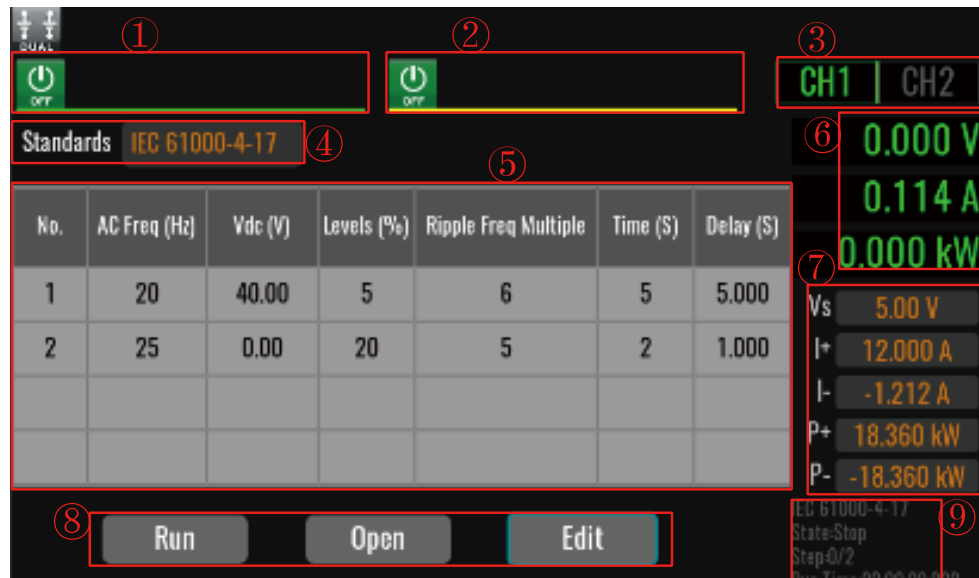 DUAL
① ② ③
OFF OFF CH1 | CH2
Standards IEC 61000-4-17 ④
⑤
⑥ 0.000 V
0.114 A
0.000 kW
No. AC Freq (Hz) Vdc (V) Levels (%) Ripple Freq Multiple Time (S) Delay (S)
1 20 40.00 5 6 5 5.000
2 25 0.00 20 5 2 1.000
⑦
Vs 5.00 V
I+ 12.000 A
I- -1.212 A
P+ 18.360 kW
P- -18.360 kW
⑧ Run Open Edit
⑨
IEC 61000-4-17
State:Stop
Step:0/2